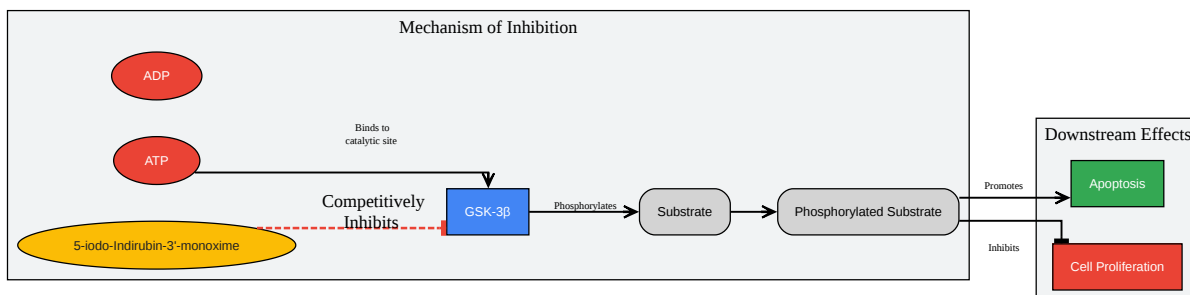 Mechanism of Inhibition
ADP
Binds to
catalytic site
ATP
Competitively
Inhibits
GSK-3β
Phosphorylates
Substrate
Phosphorylated Substrate
5-iodo-Indirubin-3'-monoxime
Promotes
Inhibits
Downstream Effects
Apoptosis
Cell Proliferation